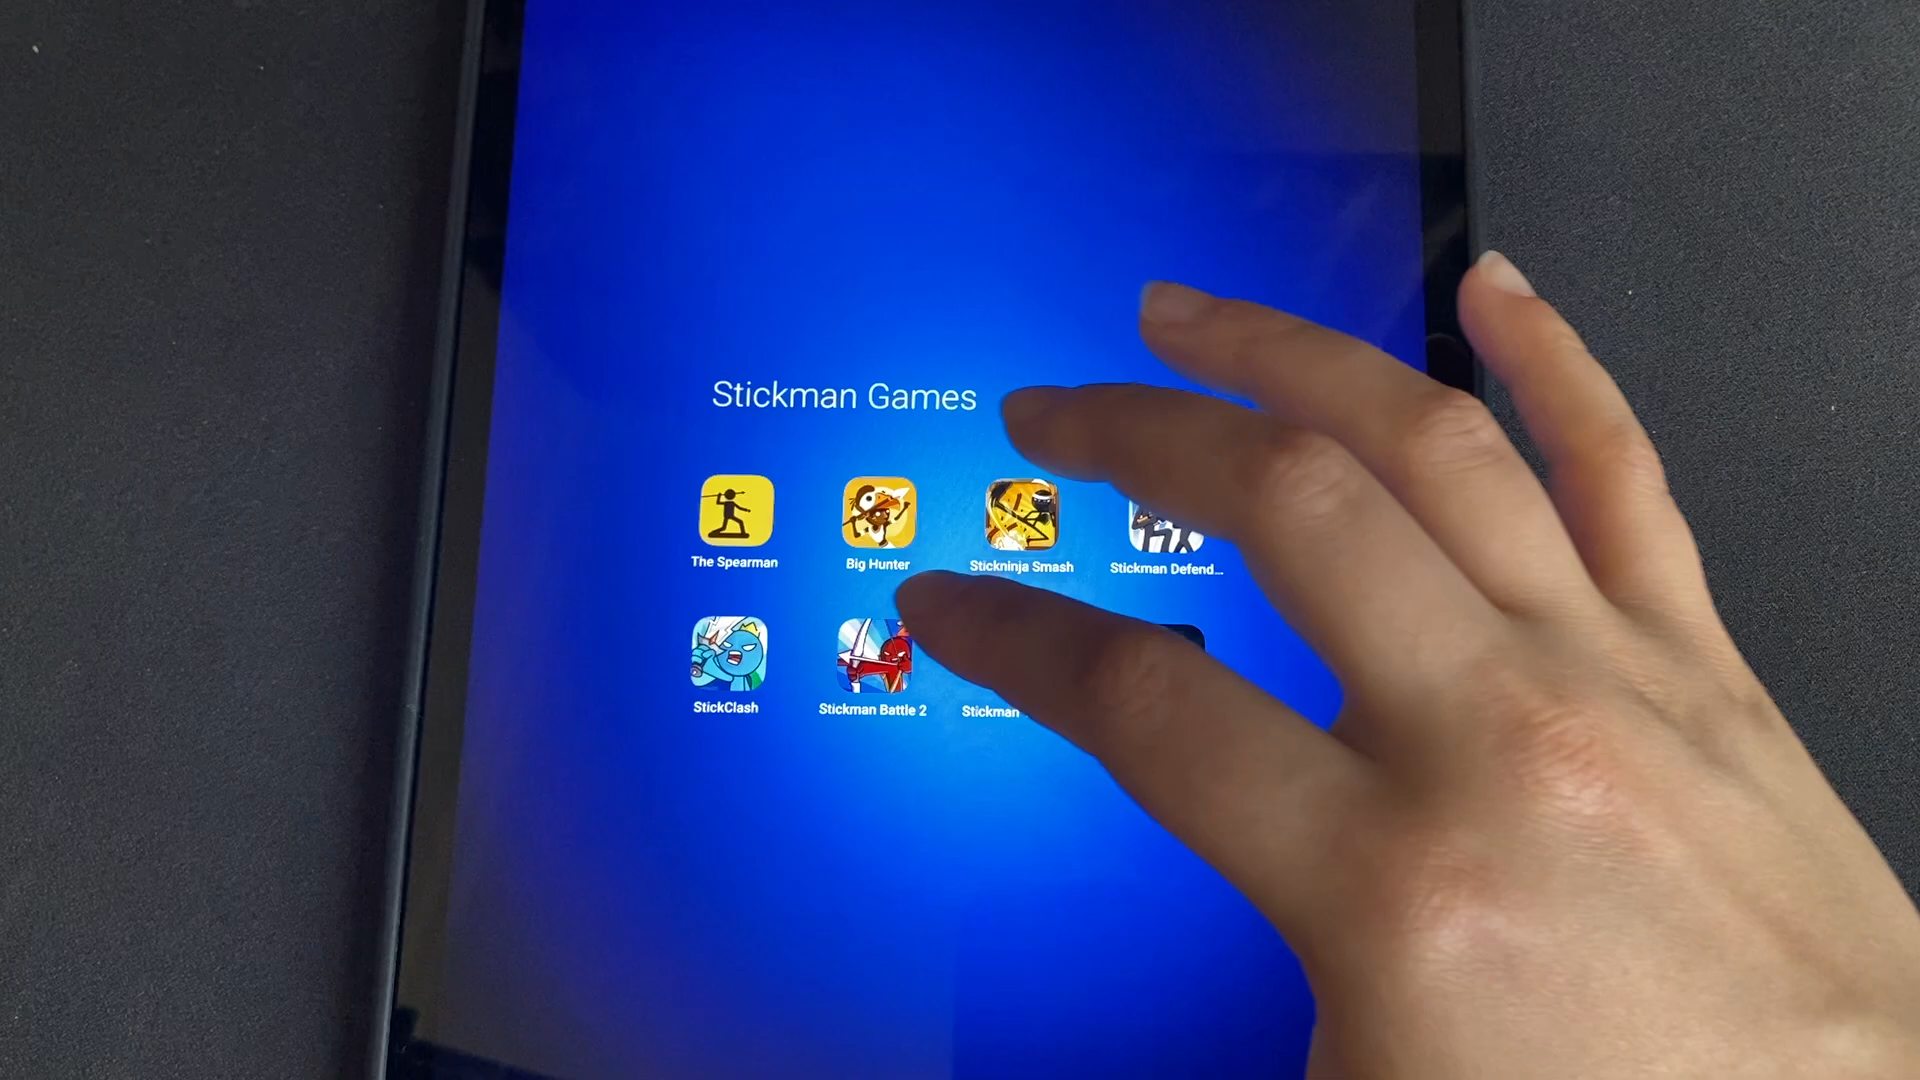 Stickman Games
The Spearman
Big Hunter
Stickninja Smash
Stickman Defend...
StickClash
Stickman Battle 2
Stickman